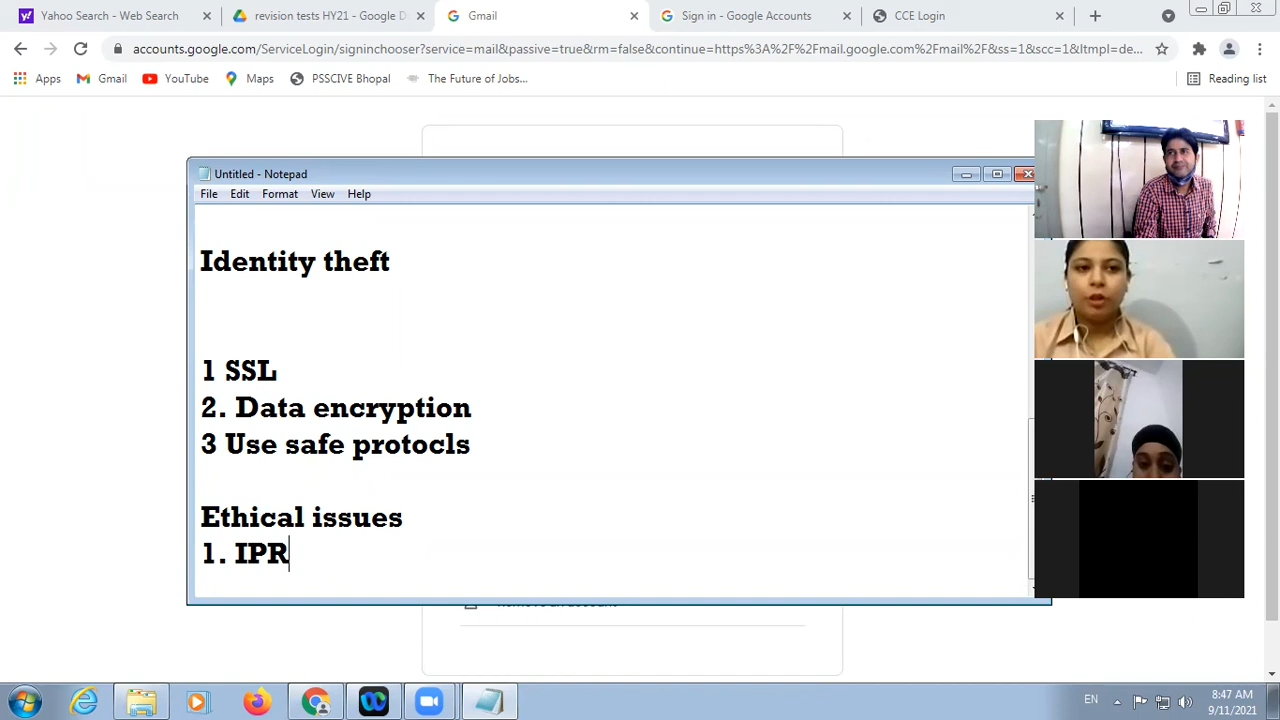 Yahoo Search - Web Search
revision tests HY21 - Google D
Gmail
Sign in - Google Accounts
CCE Login
accounts.google.com/ServiceLogin/signinchooser?service=mail&passive=true&rm=false&continue=https%3A%2F%2Fmail.google.com%2Fmail%2F&ss=1&scc=1&ltmpl=de...
Apps
Gmail
YouTube
Maps
PSSCIVE Bhopal
The Future of Jobs...
Reading list
Untitled - Notepad
File Edit Format View Help
Identity theft
1 SSL
2. Data encryption
3 Use safe protocls
Ethical issues
1. IPR
Remove an account
EN
8:47 AM
9/11/2021